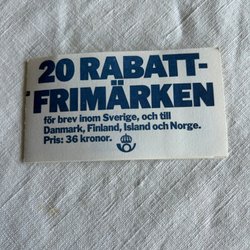 20 RABATT-
FRIMÄRKEN
för brev inom Sverige, och till
Danmark, Finland, Island och Norge.
Pris: 36 kronor.